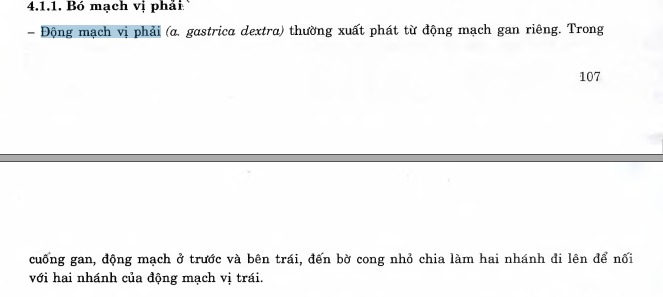 4.1.1. Bó mạch vị phải
– Động mạch vị phải (a. gastrica dextra) thường xuất phát từ động mạch gan riêng. Trong
107
cuống gan, động mạch ở trước và bên trái, đến bờ cong nhỏ chia làm hai nhánh đi lên để nối
với hai nhánh của động mạch vị trái.